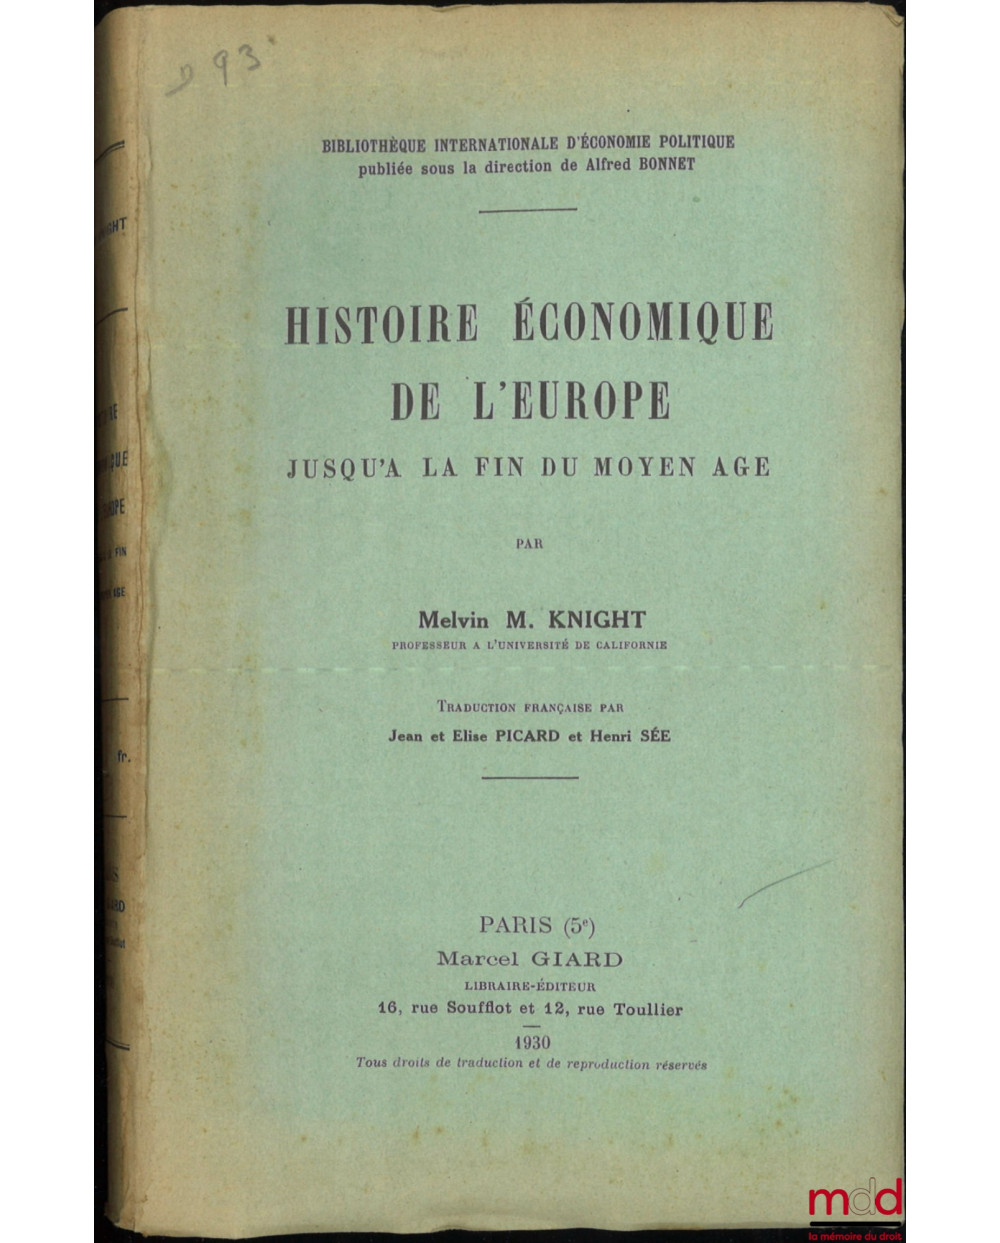 D 93
BIBLIOTHÈQUE INTERNATIONALE D'ÉCONOMIE POLITIQUE
publiée sous la direction de Alfred BONNET
HISTOIRE ÉCONOMIQUE
DE L'EUROPE
JUSQU'A LA FIN DU MOYEN AGE
PAR
Melvin M. KNIGHT
PROFESSEUR A L'UNIVERSITÉ DE CALIFORNIE
TRADUCTION FRANÇAISE PAR
Jean et Elise PICARD et Henri SÉE
PARIS (5e)
Marcel GIARD
LIBRAIRE-ÉDITEUR
16, rue Soufflot et 12, rue Toullier
1930
Tous droits de traduction et de reproduction réservés
FIN
AGE
fr.
mdd
la mémoire du droit